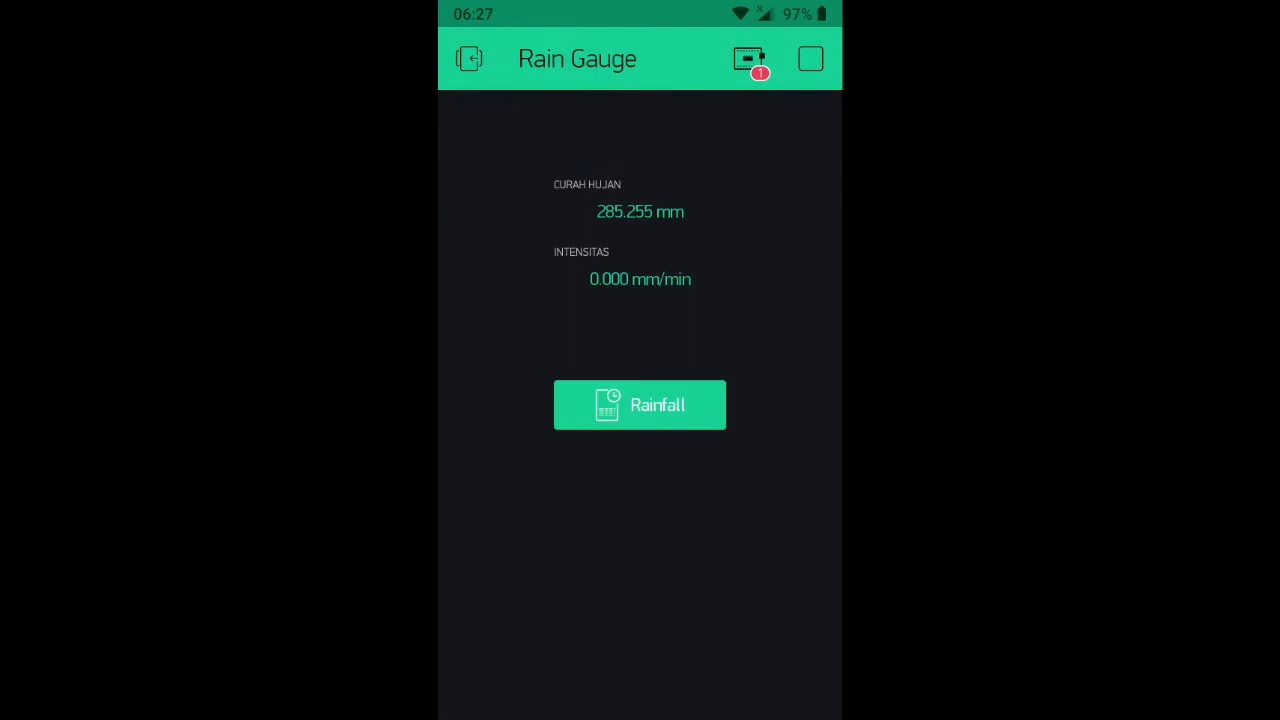 06:27
97%
Rain Gauge
1
CURAH HUJAN
285.255 mm
INTENSITAS
0.000 mm/min
Rainfall